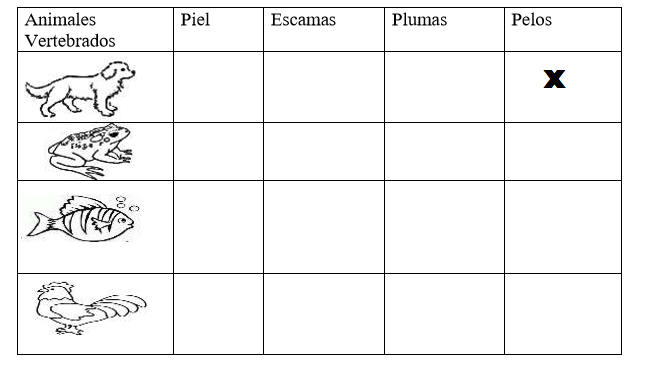 Animales Piel Escamas Plumas Pelos
Vertebrados
X